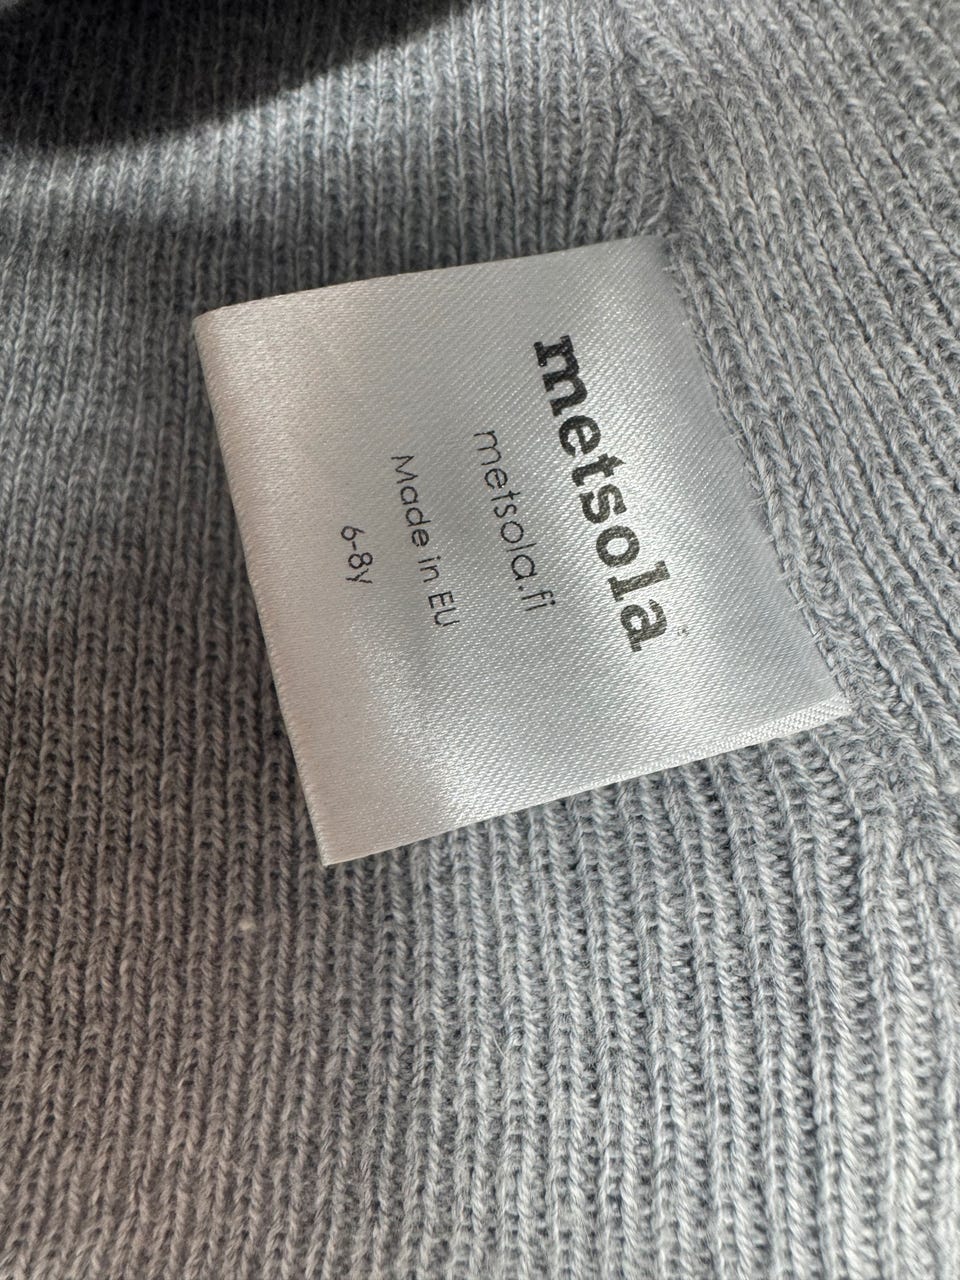 metsola
metsola.fi
Made in EU
6-8y